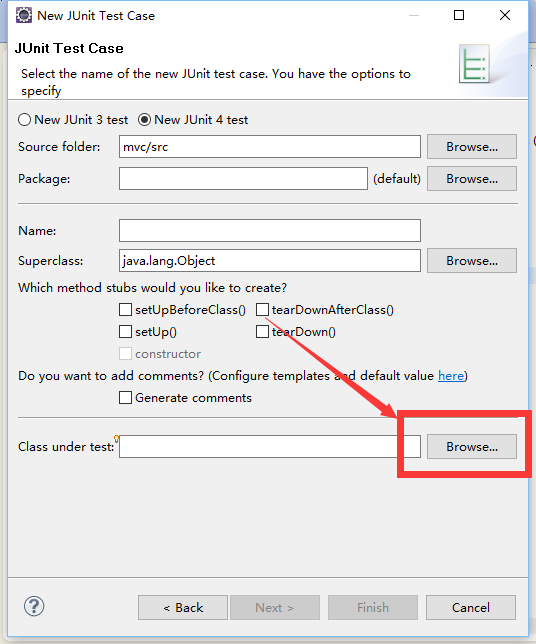 New JUnit Test Case
JUnit Test Case
Select the name of the new JUnit test case. You have the options to
specify
New JUnit 3 test New JUnit 4 test
Source folder: mvc/src Browse...
Package: (default) Browse...
Name:
Superclass: java.lang.Object Browse...
Which method stubs would you like to create?
setUpBeforeClass() tearDownAfterClass()
setUp() tearDown()
constructor
Do you want to add comments? (Configure templates and default value here)
Generate comments
Class under test: Browse...
? < Back Next > Finish Cancel